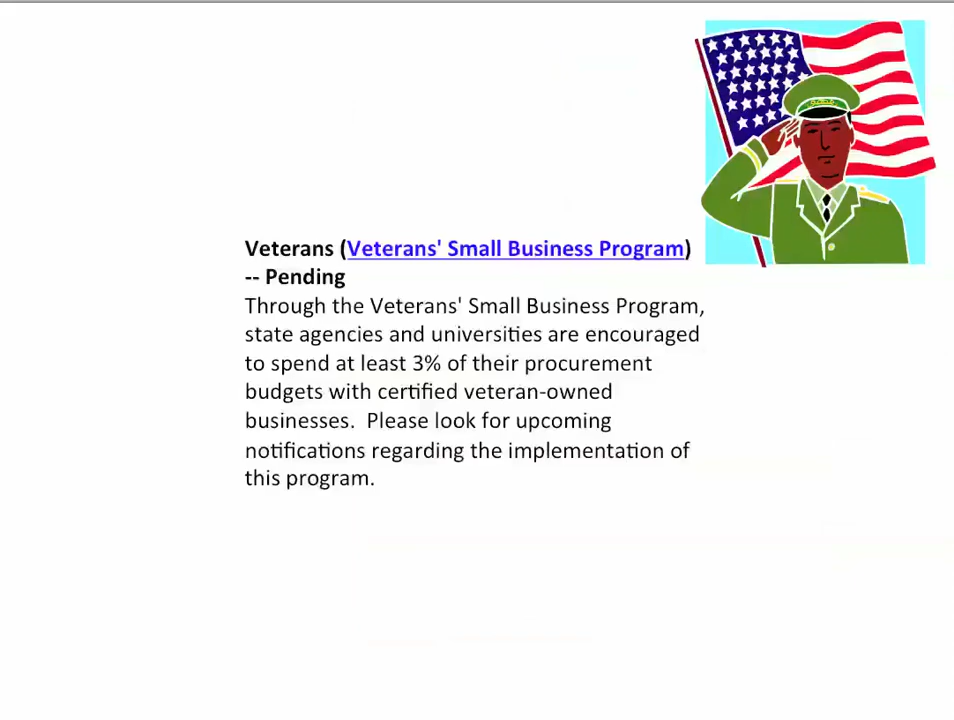 Veterans (Veterans' Small Business Program)
-- Pending
Through the Veterans' Small Business Program,
state agencies and universities are encouraged
to spend at least 3% of their procurement
budgets with certified veteran-owned
businesses.  Please look for upcoming
notifications regarding the implementation of
this program.